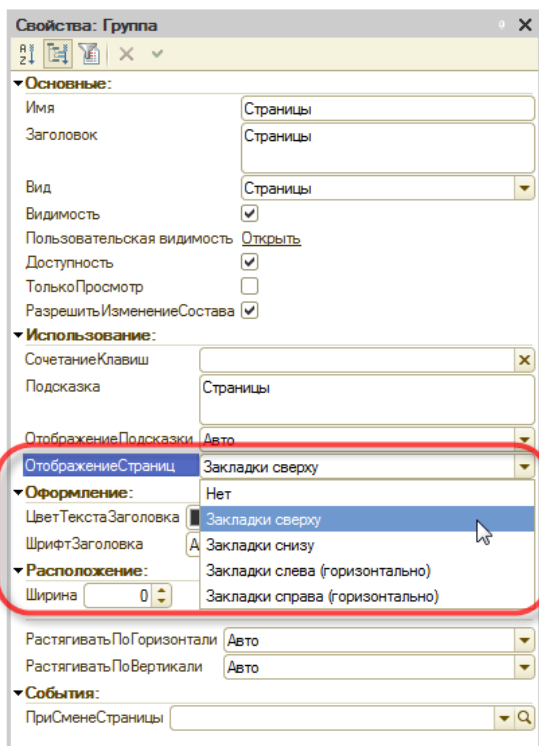 Свойства: Группа
Основные:
Имя Страницы
Заголовок Страницы
Вид Страницы
Видимость
Пользовательская видимость Открыть
Доступность
ТолькоПросмотр
РазрешитьИзменениеСостава
Использование:
СочетаниеКлавиш
Подсказка Страницы
ОтображениеПодсказки Авто
ОтображениеСтраниц Закладки сверху
Нет
Оформление:
ЦветТекстаЗаголовка Закладки сверху
ШрифтЗаголовка А Закладки снизу
Расположение: Закладки слева (горизонтально)
Ширина 0 Закладки справа (горизонтально)
РастягиватьПоГоризонтали Авто
РастягиватьПоВертикали Авто
События:
ПриСменеСтраницы